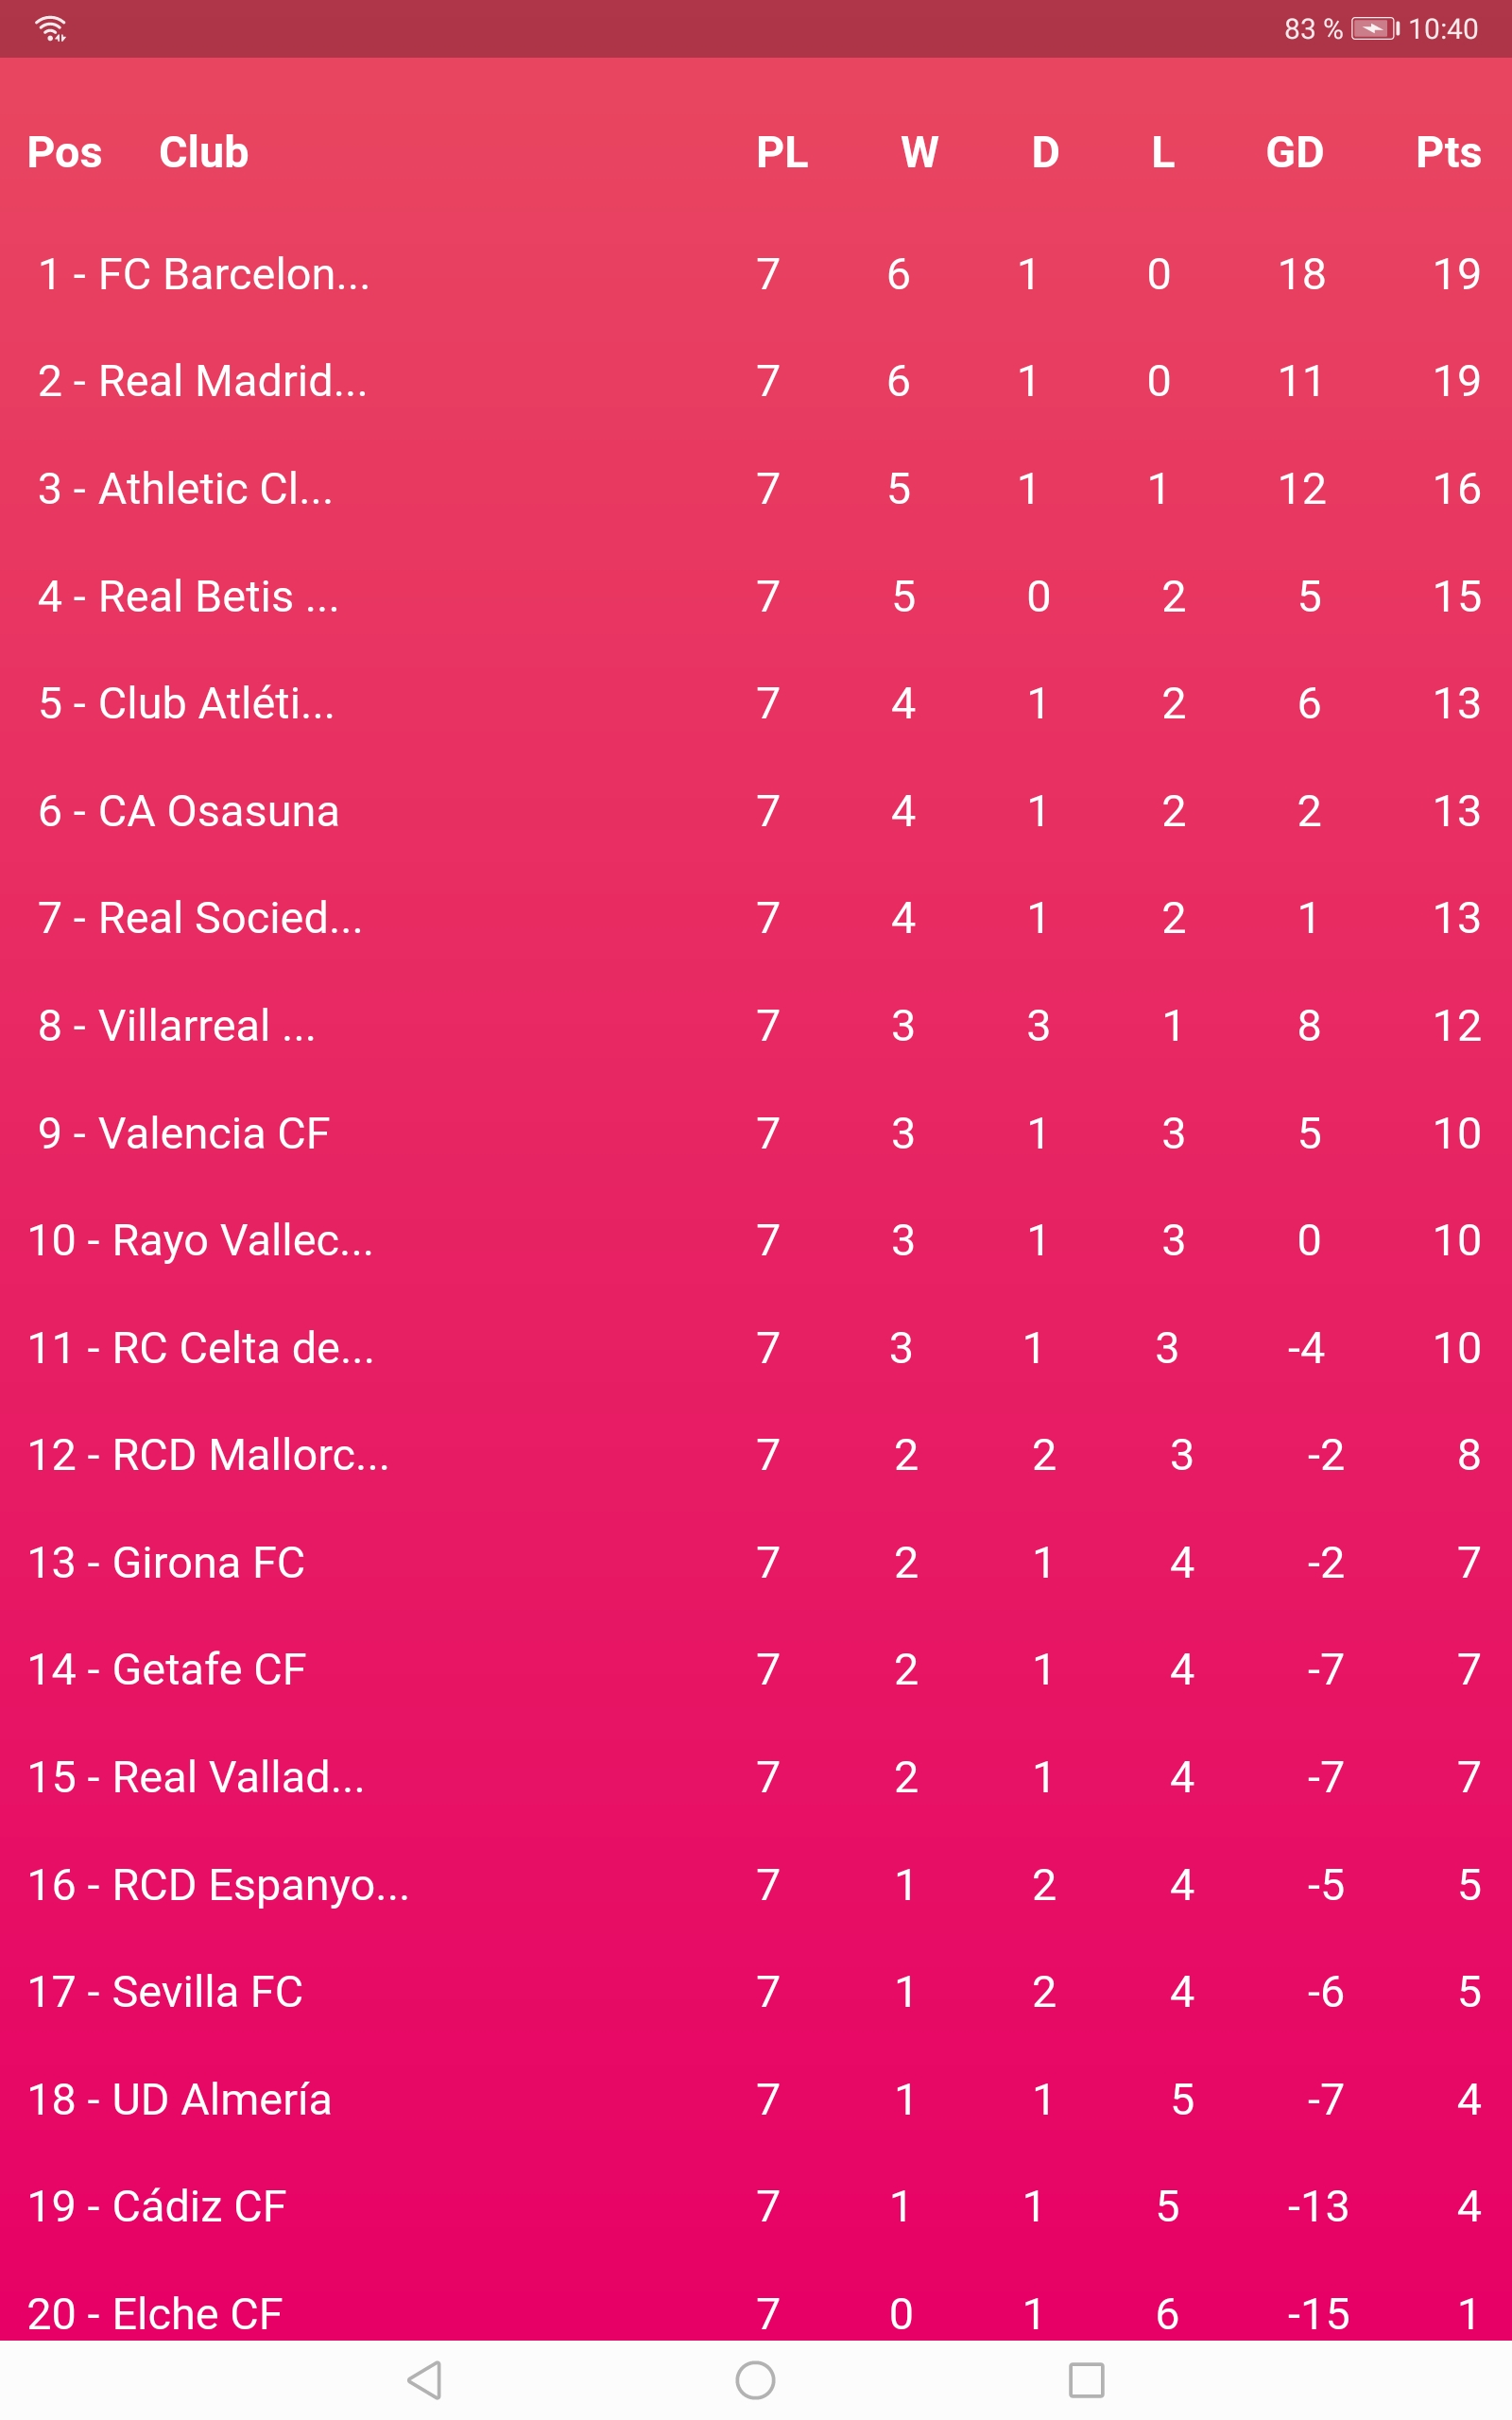 83 % 10:40
Pos Club PL W D L GD Pts
1 - FC Barcelon... 7 6 1 0 18 19
2 - Real Madrid... 7 6 1 0 11 19
3 - Athletic Cl... 7 5 1 1 12 16
4 - Real Betis ... 7 5 0 2 5 15
5 - Club Atléti... 7 4 1 2 6 13
6 - CA Osasuna 7 4 1 2 2 13
7 - Real Socied... 7 4 1 2 1 13
8 - Villarreal ... 7 3 3 1 8 12
9 - Valencia CF 7 3 1 3 5 10
10 - Rayo Vallec... 7 3 1 3 0 10
11 - RC Celta de... 7 3 1 3 -4 10
12 - RCD Mallorc... 7 2 2 3 -2 8
13 - Girona FC 7 2 1 4 -2 7
14 - Getafe CF 7 2 1 4 -7 7
15 - Real Vallad... 7 2 1 4 -7 7
16 - RCD Espanyo... 7 1 2 4 -5 5
17 - Sevilla FC 7 1 2 4 -6 5
18 - UD Almería 7 1 1 5 -7 4
19 - Cádiz CF 7 1 1 5 -13 4
20 - Elche CF 7 0 1 6 -15 1